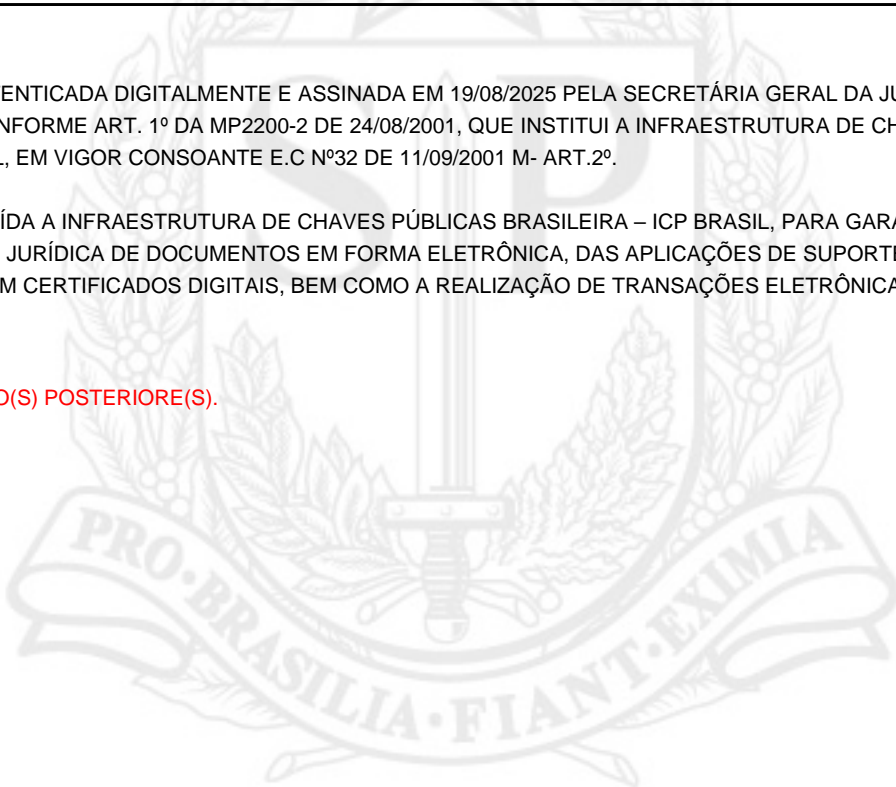 ENTICADA DIGITALMENTE E ASSINADA EM 19/08/2025 PELA SECRETÁRIA GERAL DA JU
NFORME ART. 1º DA MP2200-2 DE 24/08/2001, QUE INSTITUI A INFRAESTRUTURA DE CH
L, EM VIGOR CONSOANTE E.C Nº32 DE 11/09/2001 M- ART.2º.
ÍDA A INFRAESTRUTURA DE CHAVES PÚBLICAS BRASILEIRA – ICP BRASIL, PARA GARA
JURÍDICA DE DOCUMENTOS EM FORMA ELETRÔNICA, DAS APLICAÇÕES DE SUPORTE
M CERTIFICADOS DIGITAIS, BEM COMO A REALIZAÇÃO DE TRANSAÇÕES ELETRÔNICA
O(S) POSTERIORE(S).
SP
PRO·BRASILIA·FIANT·EXIMIA